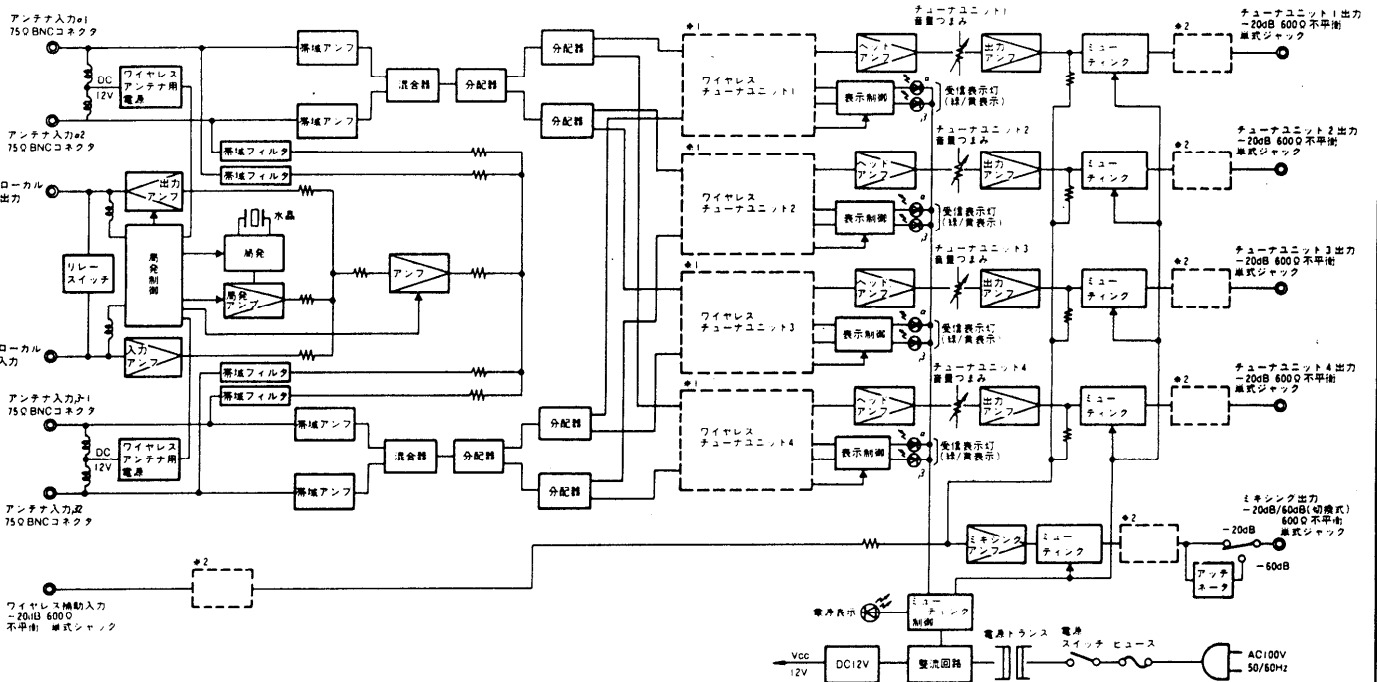 アンテナ入力α1
75Ω BNCコネクタ
DC
12V
ワイヤレス
アンテナ用
電源
アンテナ入力α2
75Ω BNCコネクタ
帯域アンプ
帯域アンプ
混合器
分配器
分配器
分配器
帯域フィルタ
帯域フィルタ
ローカル
出力
出力
アンプ
水晶
局発
局発
制御
リレー
スイッチ
局発
アンプ
アンプ
ローカル
入力
入力
アンプ
帯域フィルタ
帯域フィルタ
アンテナ入力β1
75Ω BNCコネクタ
DC
12V
ワイヤレス
アンテナ用
電源
アンテナ入力β2
75Ω BNCコネクタ
帯域アンプ
帯域アンプ
混合器
分配器
分配器
分配器
*1
ワイヤレス
チューナユニット1
ヘッド
アンプ
チューナユニット1
音量つまみ
出力
アンプ
ミュー
ティング
*2
チューナユニット1出力
-20dB 600Ω不平衡
単式ジャック
表示制御
α
β
受信表示灯
(緑/黄表示)
*1
ワイヤレス
チューナユニット2
ヘッド
アンプ
チューナユニット2
音量つまみ
出力
アンプ
ミュー
ティング
*2
チューナユニット2出力
-20dB 600Ω不平衡
単式ジャック
表示制御
α
β
受信表示灯
(緑/黄表示)
*1
ワイヤレス
チューナユニット3
ヘッド
アンプ
チューナユニット3
音量つまみ
出力
アンプ
ミュー
ティング
*2
チューナユニット3出力
-20dB 600Ω不平衡
単式ジャック
表示制御
α
β
受信表示灯
(緑/黄表示)
*1
ワイヤレス
チューナユニット4
ヘッド
アンプ
チューナユニット4
音量つまみ
出力
アンプ
ミュー
ティング
*2
チューナユニット4出力
-20dB 600Ω不平衡
単式ジャック
表示制御
α
β
受信表示灯
(緑/黄表示)
ミキシング
アンプ
ミュー
ティング
*2
ミキシング出力
-20dB/60dB(切換式)
600Ω不平衡
単式ジャック
-20dB
-60dB
アッテ
ネータ
*2
ワイヤレス補助入力
-20dB 600Ω
不平衡 単式ジャック
電源表示
ミュー
ティング
制御
Vcc
12V
DC12V
整流回路
電源トランス
電源
スイッチ ヒューズ
AC100V
50/60Hz